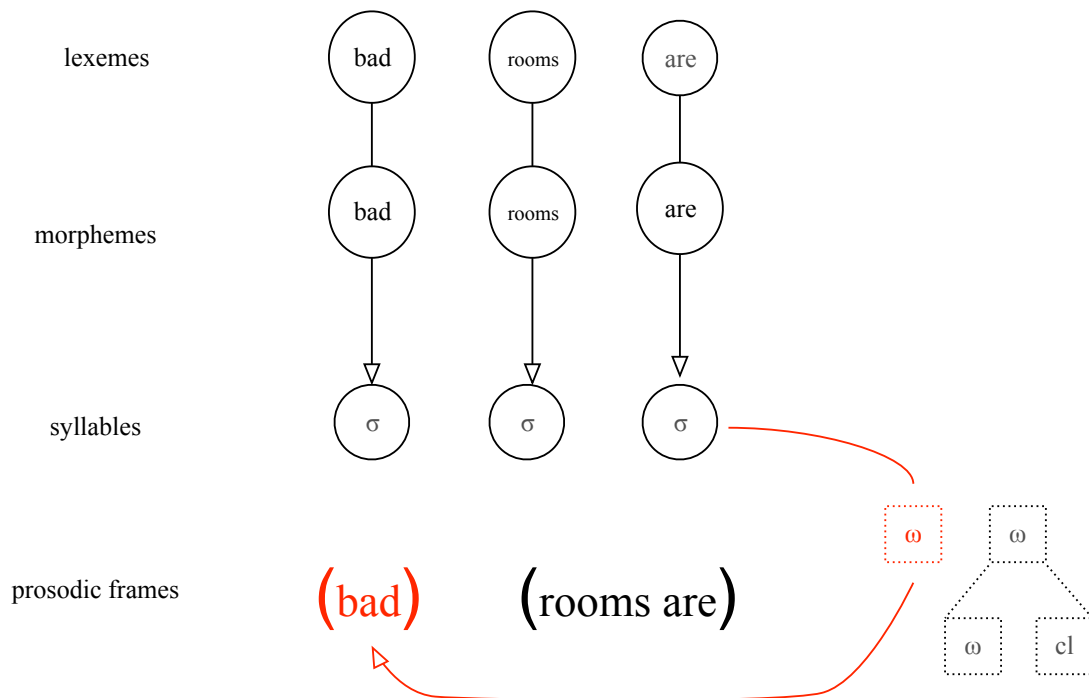 lexemes bad rooms are
morphemes bad rooms are
syllables σ σ σ
ω ω
prosodic frames (bad) (rooms are)
ω cl